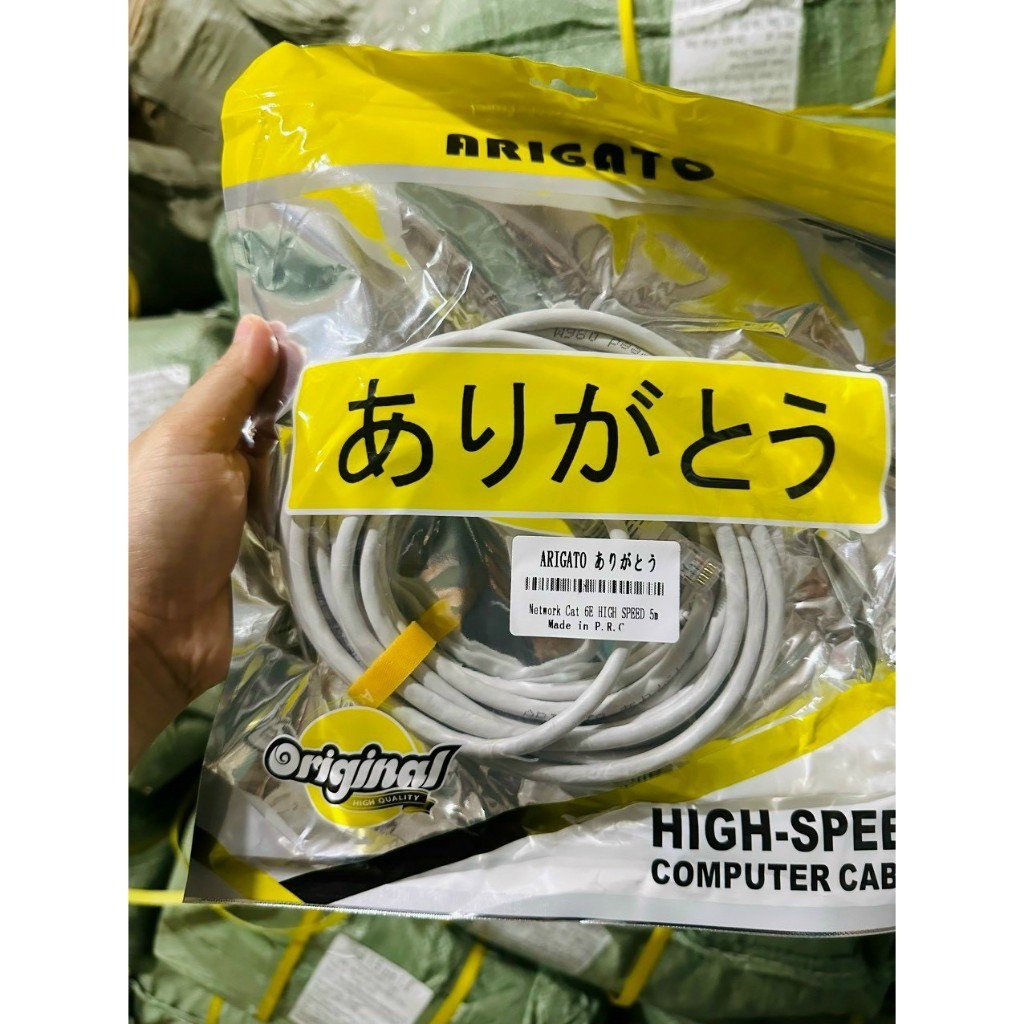 ARIGATO
ありがとう
ARIGATO ありがとう
Network Cat 6E HIGH SPEED 5m
Made in P.R.C
Original
HIGH QUALITY
HIGH-SPEE
COMPUTER CAB